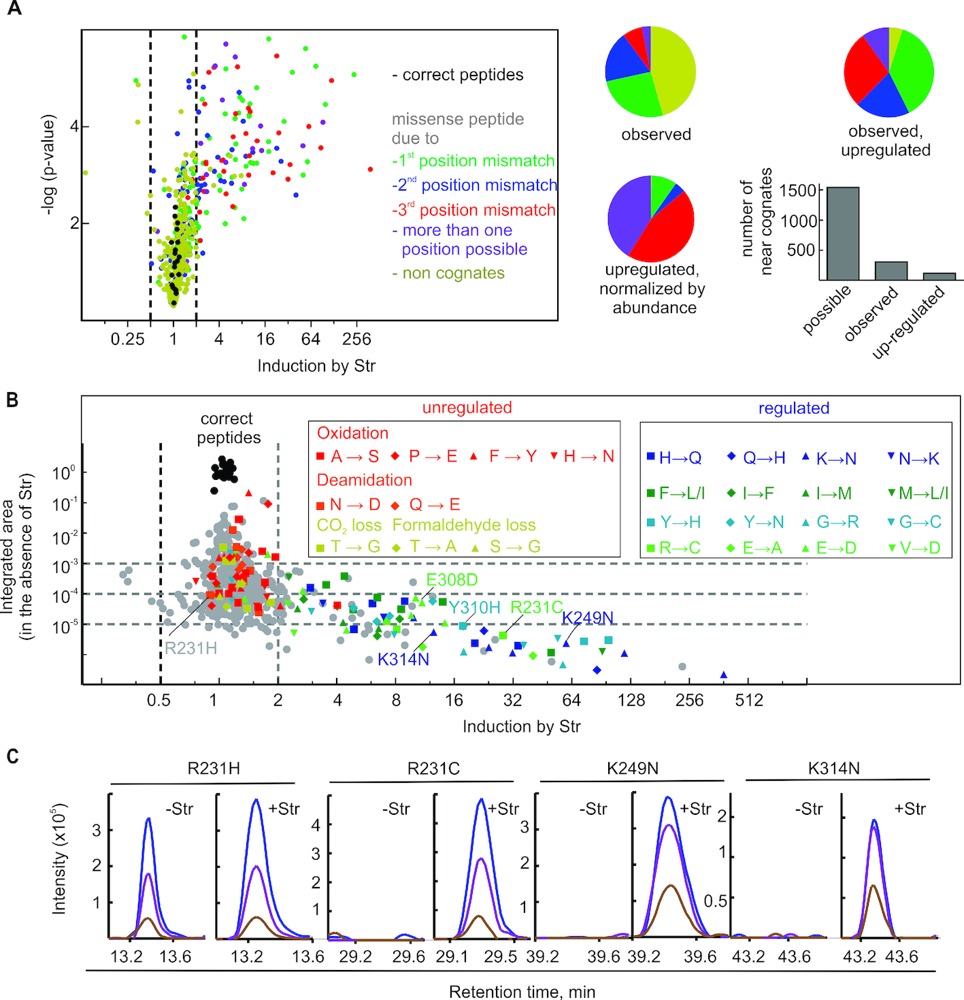 A
-log (p-value)
4
2
0.25 1 4 16 64 256
Induction by Str
- correct peptides
missense peptide
due to
-1st position mismatch
-2nd position mismatch
-3rd position mismatch
- more than one
position possible
- non cognates
observed
observed,
upregulated
upregulated,
normalized by
abundance
number of
near cognates
1500
1000
500
possible
observed
up-regulated
B
correct
peptides
Integrated area
(in the absence of Str)
10⁰
10⁻¹
10⁻²
10⁻³
10⁻⁴
10⁻⁵
unregulated
Oxidation
A → S P → E F → Y H → N
Deamidation
N → D Q → E
CO₂ loss Formaldehyde loss
T → G T → A S → G
regulated
H→Q Q→H K→N N→K
F→L/I I→F I→M M→L/I
Y→H Y→N G→R G→C
R→C E→A E→D V→D
E308D
Y310H
R231C
K249N
R231H
K314N
0.5 1 2 4 8 16 32 64 128 256 512
Induction by Str
C
R231H R231C K249N K314N
-Str +Str -Str +Str -Str +Str -Str +Str
Intensity (x10⁵)
3
2
1
4
3
2
1
3
2
1
2
1
0.5
13.2 13.6 13.2 13.6 29.2 29.6 29.1 29.5 39.2 39.6 39.2 39.6 43.2 43.6 43.2 43.6
Retention time, min